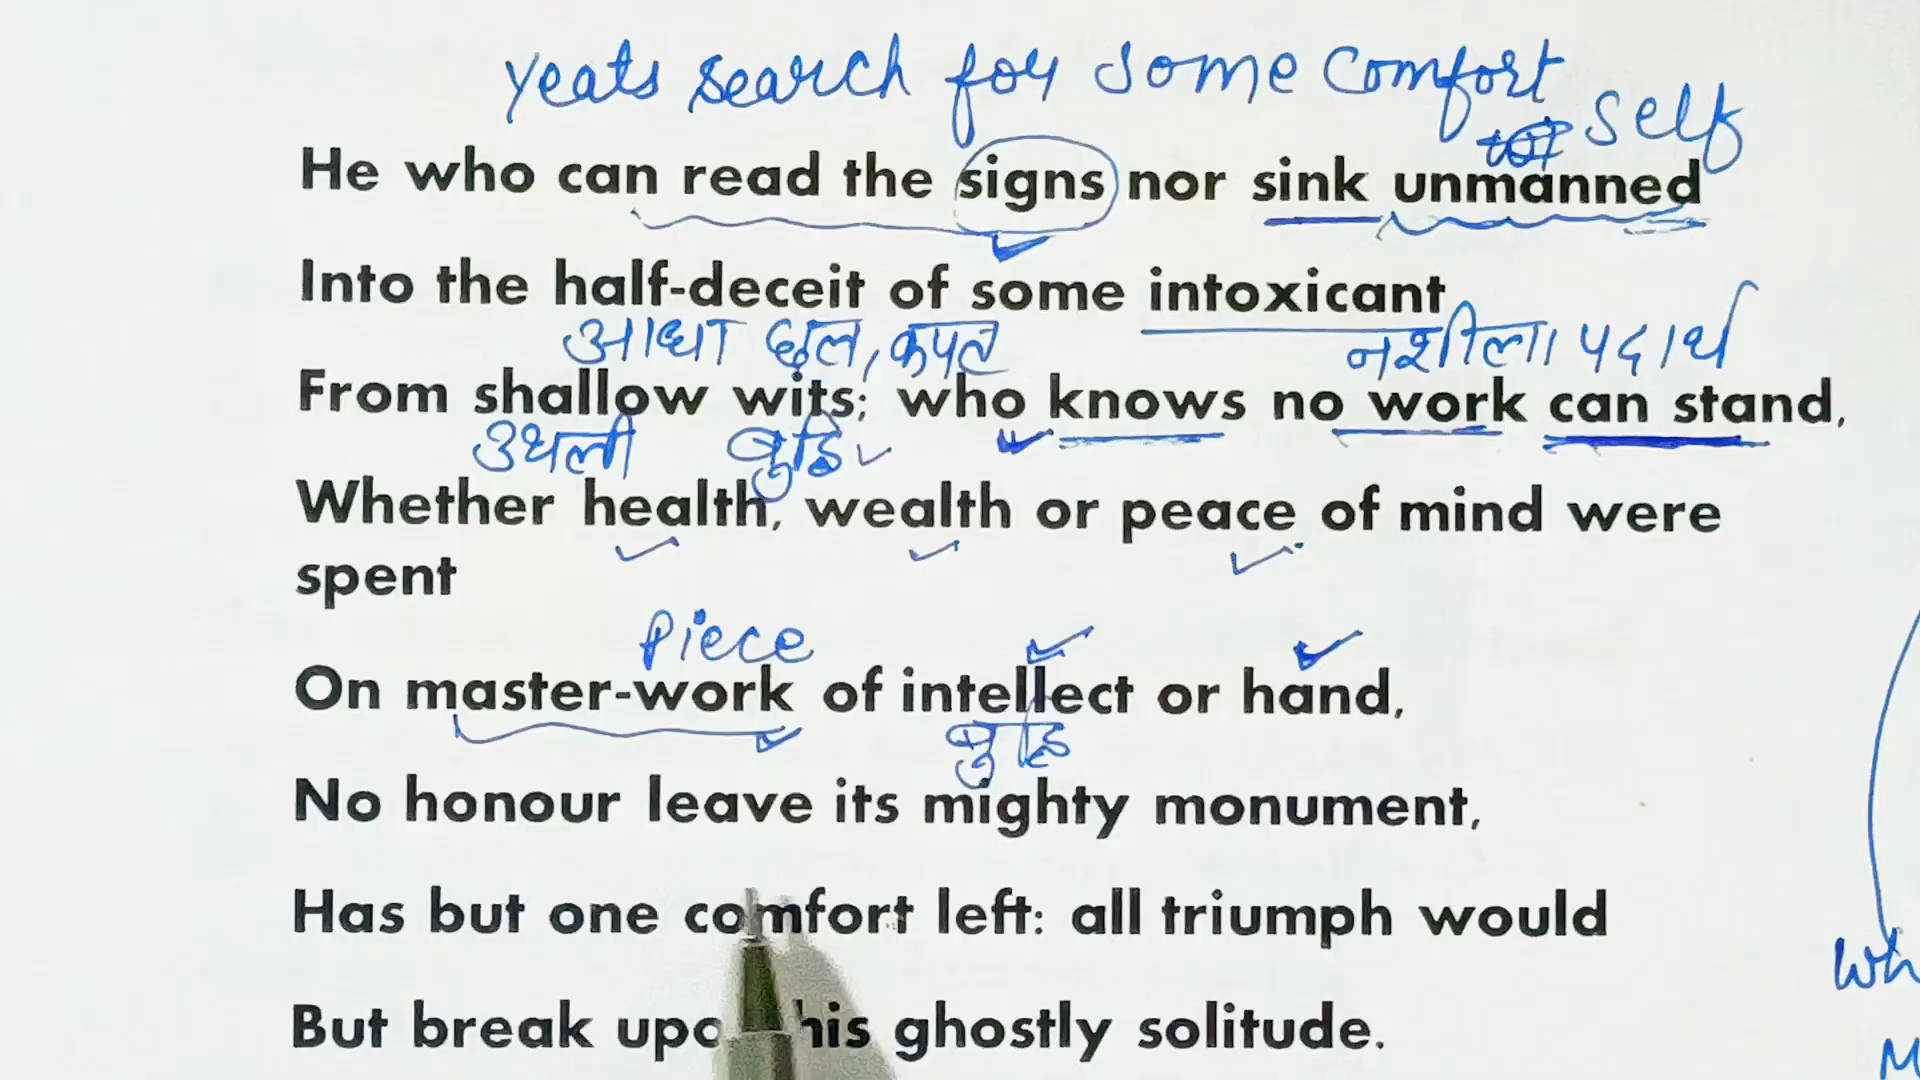 Yeats search for some comfort
self
He who can read the signs nor sink unmanned
Into the half-deceit of some intoxicant
आधा छल, कपट नशीला पदार्थ
From shallow wits; who knows no work can stand,
उथली बुद्धि
Whether health, wealth or peace of mind were
spent
Piece
On master-work of intellect or hand,
बुद्धि
No honour leave its mighty monument,
Has but one comfort left: all triumph would
But break upo his ghostly solitude.
Wh
M